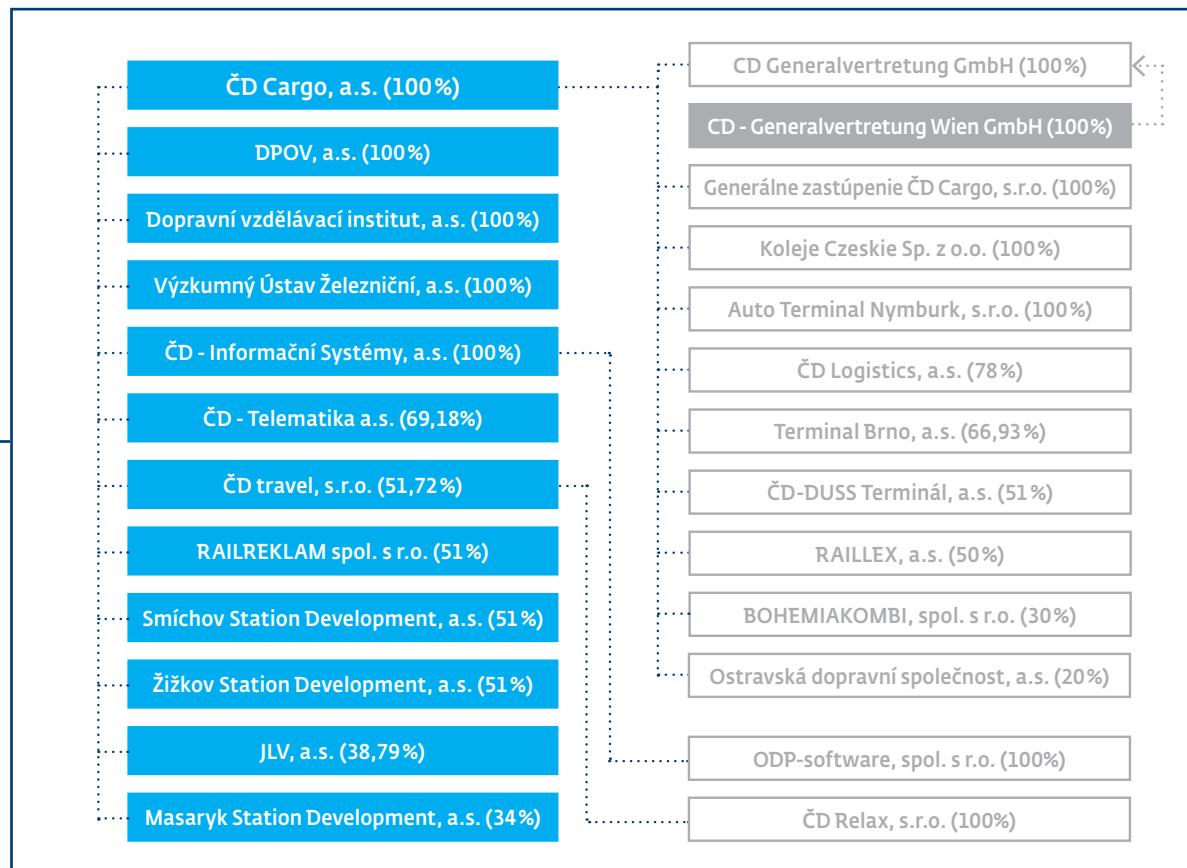 ČD Cargo, a.s. (100%)
DPOV, a.s. (100%)
Dopravní vzdělávací institut, a.s. (100%)
Výzkumný Ústav Železniční, a.s. (100%)
ČD - Informační Systémy, a.s. (100%)
ČD - Telematika a.s. (69,18%)
ČD travel, s.r.o. (51,72%)
RAILREKLAM spol. s r.o. (51%)
Smíchov Station Development, a.s. (51%)
Žižkov Station Development, a.s. (51%)
JLV, a.s. (38,79%)
Masaryk Station Development, a.s. (34%)
CD Generalvertretung GmbH (100%)
CD - Generalvertretung Wien GmbH (100%)
Generálne zastúpenie ČD Cargo, s.r.o. (100%)
Koleje Czeskie Sp. z o.o. (100%)
Auto Terminal Nymburk, s.r.o. (100%)
ČD Logistics, a.s. (78%)
Terminal Brno, a.s. (66,93%)
ČD-DUSS Terminál, a.s. (51%)
RAILLEX, a.s. (50%)
BOHEMIAKOMBI, spol. s r.o. (30%)
Ostravská dopravní společnost, a.s. (20%)
ODP-software, spol. s r.o. (100%)
ČD Relax, s.r.o. (100%)